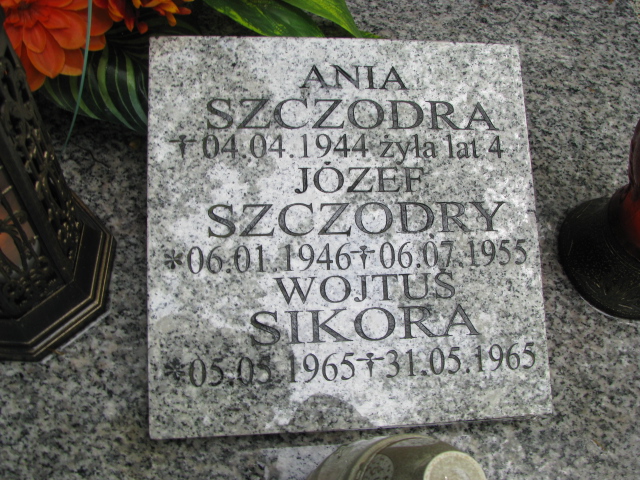 ANIA
SZCZODRA
†04.04.1944 żyła lat 4
JÓZEF
SZCZODRY
*06.01.1946†06.07.1955
WOJTUŚ
SIKORA
*05.05.1965†31.05.1965